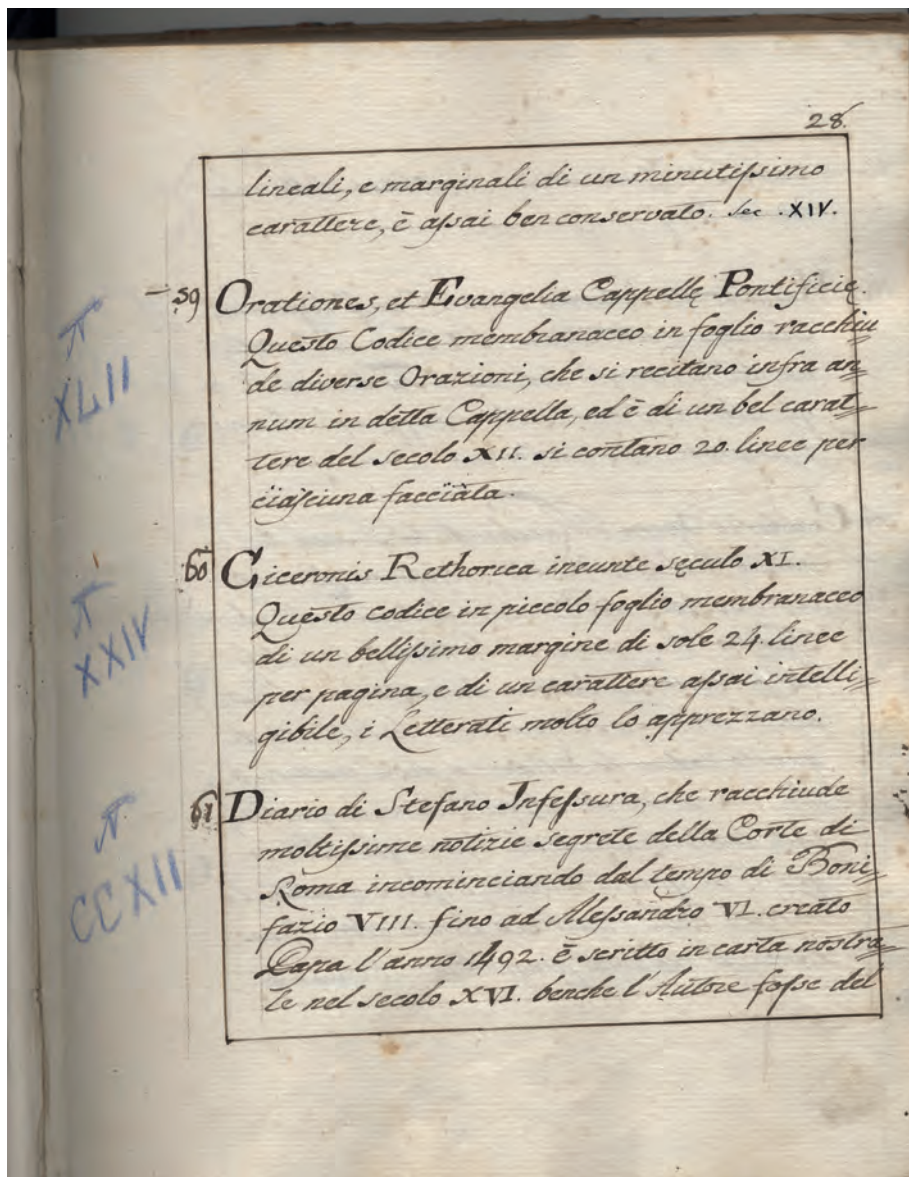 28.
lineali, e marginali di un minutissimo
carattere, è assai ben conservato. Sec. XIV.
59 Orationes, et Evangelia Cappellę Pontificię.
N
XLII
Questo Codice membranaceo in foglio racchiu
de diverse Orazioni, che si recitano infra an=
num in detta Cappella, ed è di un bel carat=
tere del secolo XII. si contano 20. linee per
ciascuna facciata.
60 Ciceronis Rethorica ineunte sęculo XI.
N
XXIV
Questo codice in piccolo foglio membranaceo
di un bellissimo margine di sole 24. linee
per pagina, e di un carattere assai intelli=
gibile, i Letterati molto lo apprezzano.
61 Diario di Stefano Infessura, che racchiude
N.
CCXII
moltissime notizie segrete della Corte di
Roma incominciando dal tempo di Boni=
fazio VIII. fino ad Alessandro VI. creato
Papa l'anno 1492. è scritto in carta nostra=
le nel secolo XVI. benche l'Autore fosse del